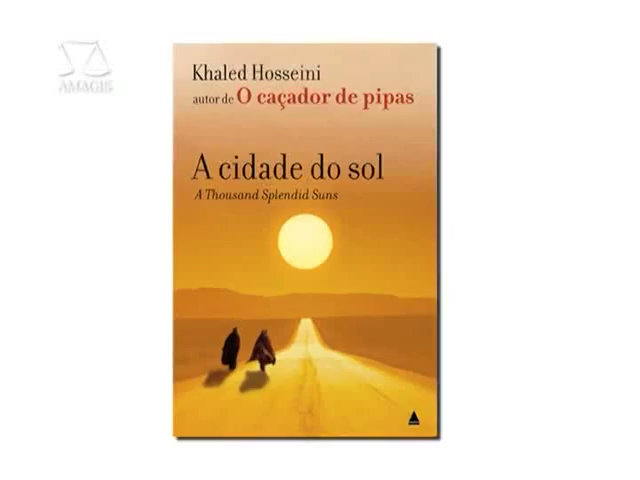 AMAGIS
Khaled Hosseini
autor de O caçador de pipas
A cidade do sol
A Thousand Splendid Suns